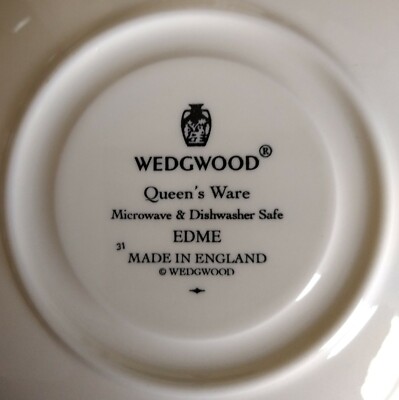 WEDGWOOD®
Queen's Ware
Microwave & Dishwasher Safe
EDME
31
MADE IN ENGLAND
© WEDGWOOD